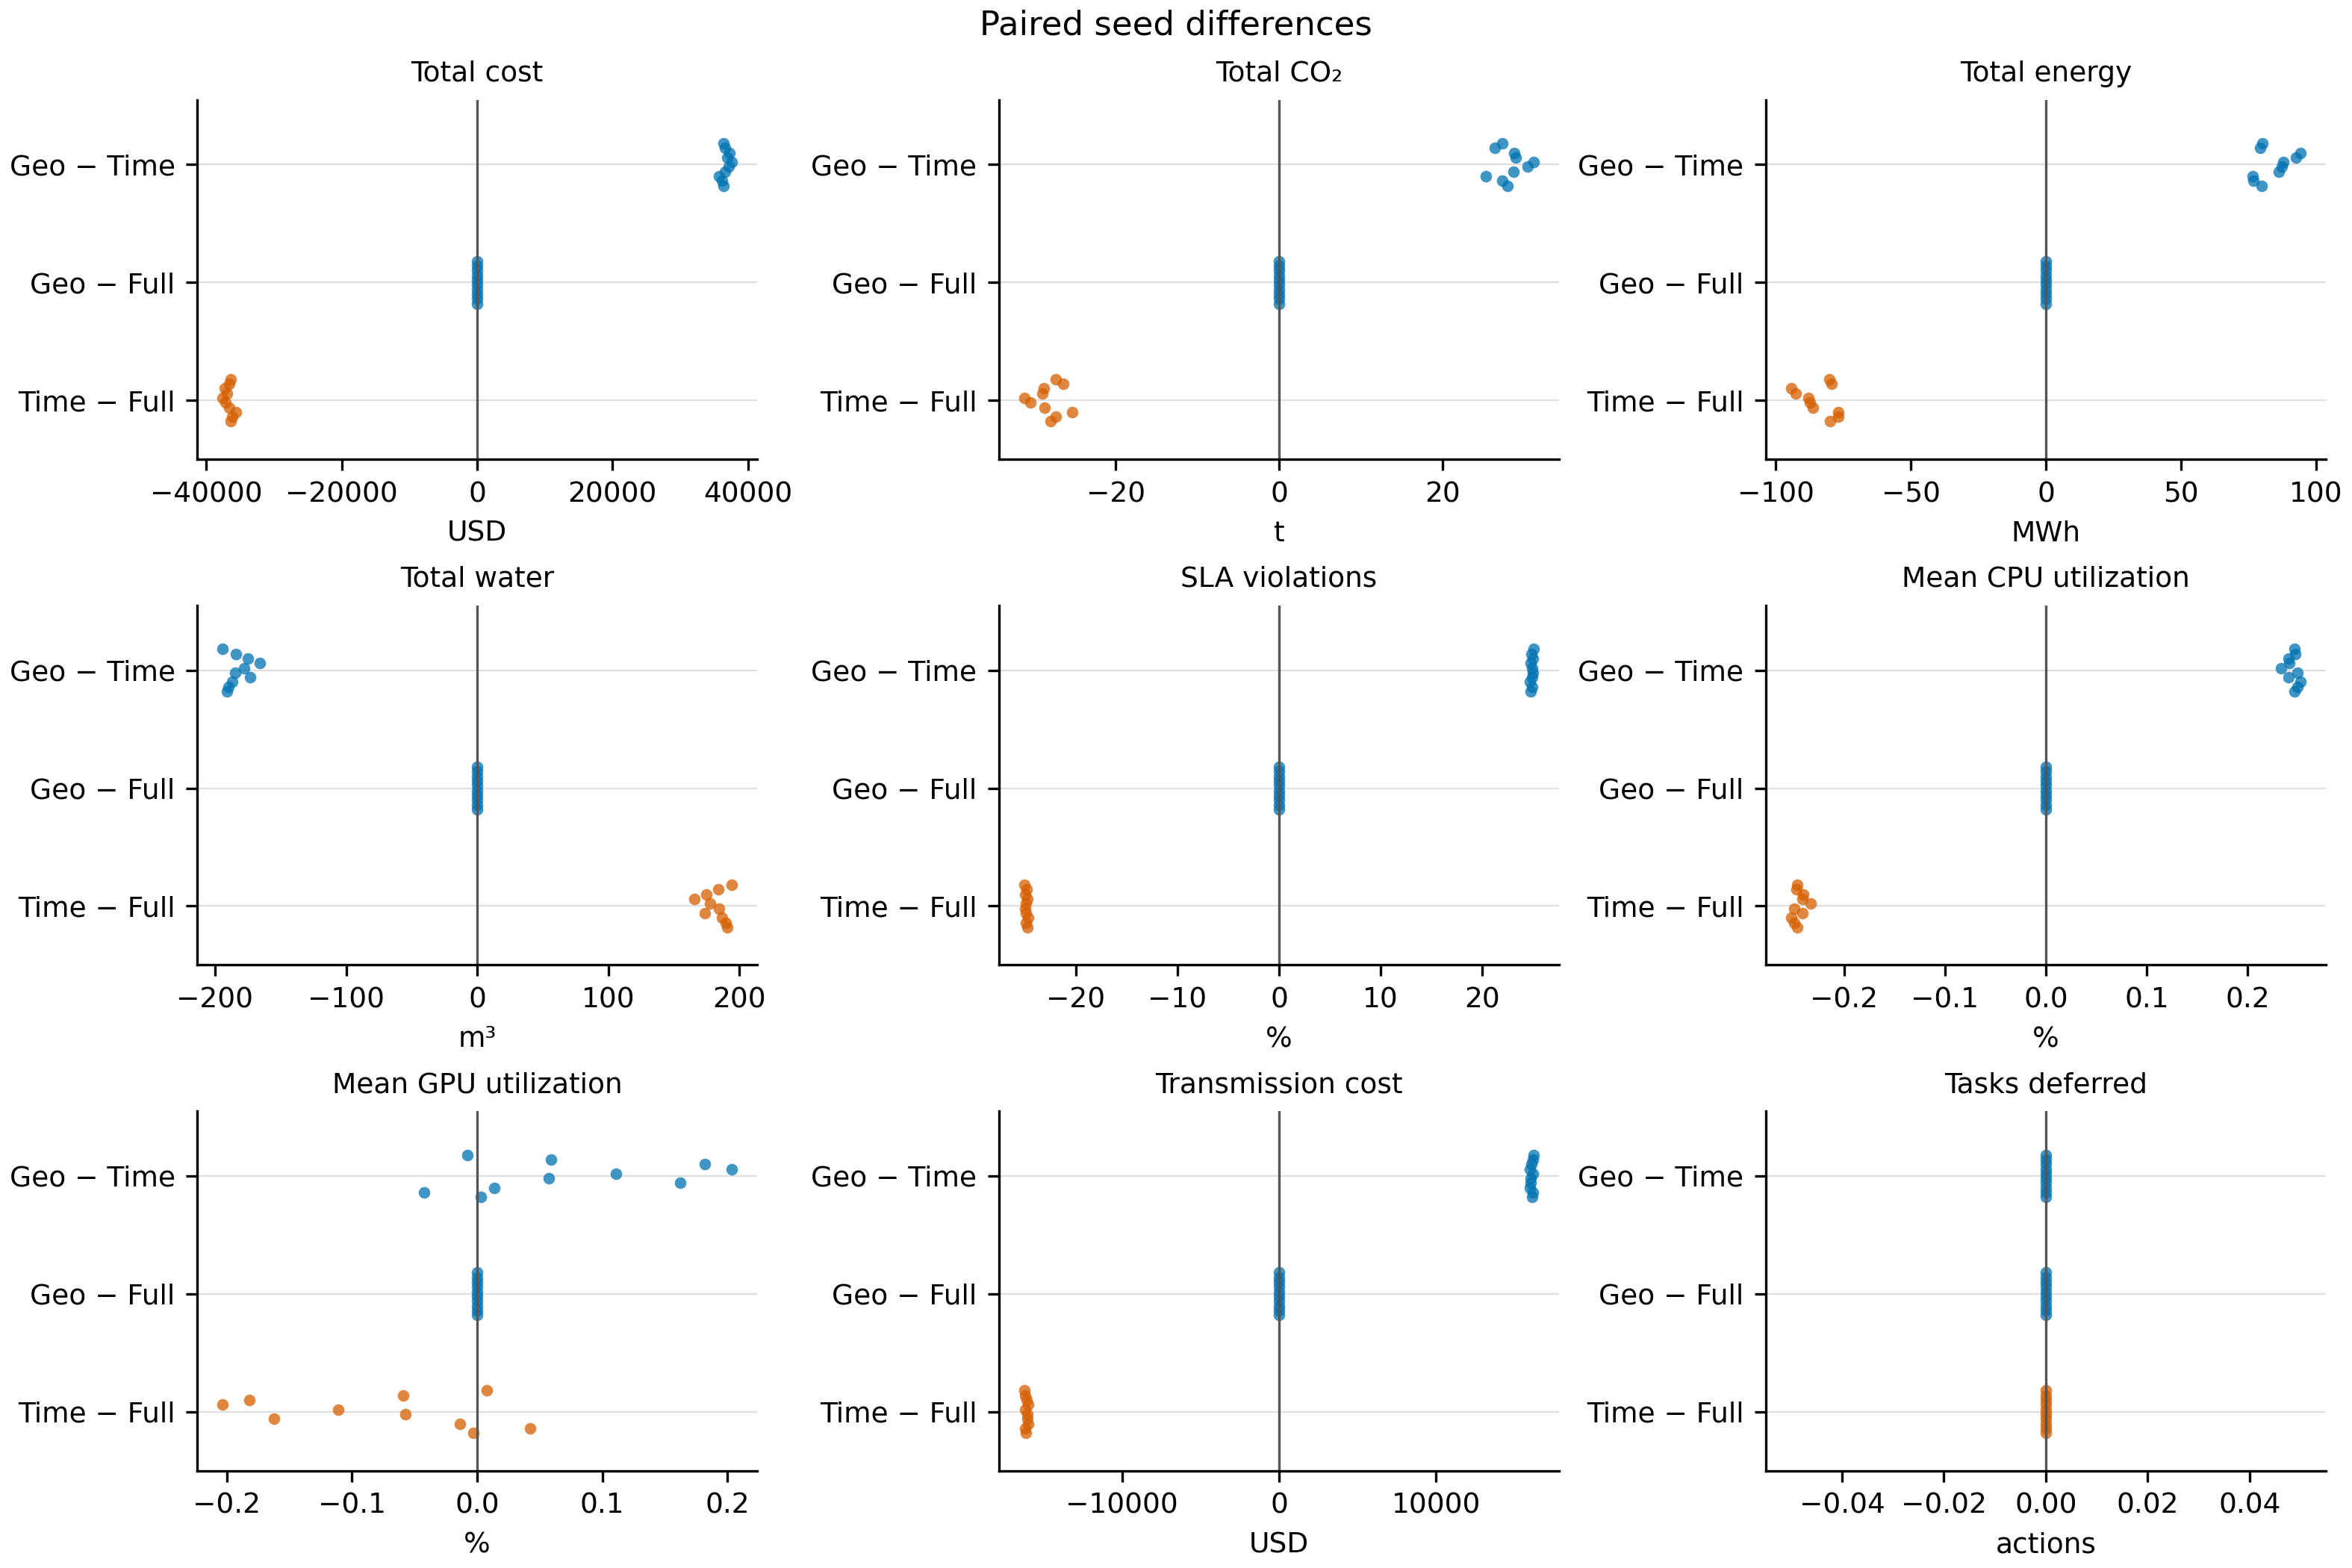 Paired seed differences
Total cost
Geo − Time
Geo − Full
Time − Full
−40000 −20000 0 20000 40000
USD
Total CO₂
Geo − Time
Geo − Full
Time − Full
−20 0 20
t
Total energy
Geo − Time
Geo − Full
Time − Full
−100 −50 0 50 100
MWh
Total water
Geo − Time
Geo − Full
Time − Full
−200 −100 0 100 200
m³
SLA violations
Geo − Time
Geo − Full
Time − Full
−20 −10 0 10 20
%
Mean CPU utilization
Geo − Time
Geo − Full
Time − Full
−0.2 −0.1 0.0 0.1 0.2
%
Mean GPU utilization
Geo − Time
Geo − Full
Time − Full
−0.2 −0.1 0.0 0.1 0.2
%
Transmission cost
Geo − Time
Geo − Full
Time − Full
−10000 0 10000
USD
Tasks deferred
Geo − Time
Geo − Full
Time − Full
−0.04 −0.02 0.00 0.02 0.04
actions